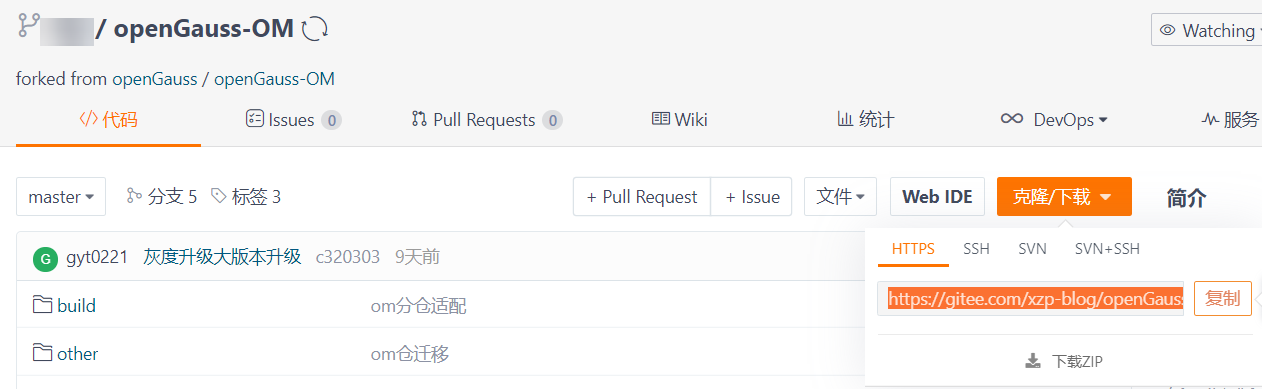 / openGauss-OM
Watching
forked from openGauss / openGauss-OM
</> 代码 Issues 0 Pull Requests 0 Wiki 统计 DevOps 服务
master 分支 5 标签 3 + Pull Request + Issue 文件 Web IDE 克隆/下载 简介
HTTPS SSH SVN SVN+SSH
G gyt0221 灰度升级大版本升级 c320303 9天前
https://gitee.com/xzp-blog/openGauss 复制
build om分仓适配
other om仓迁移
下载ZIP